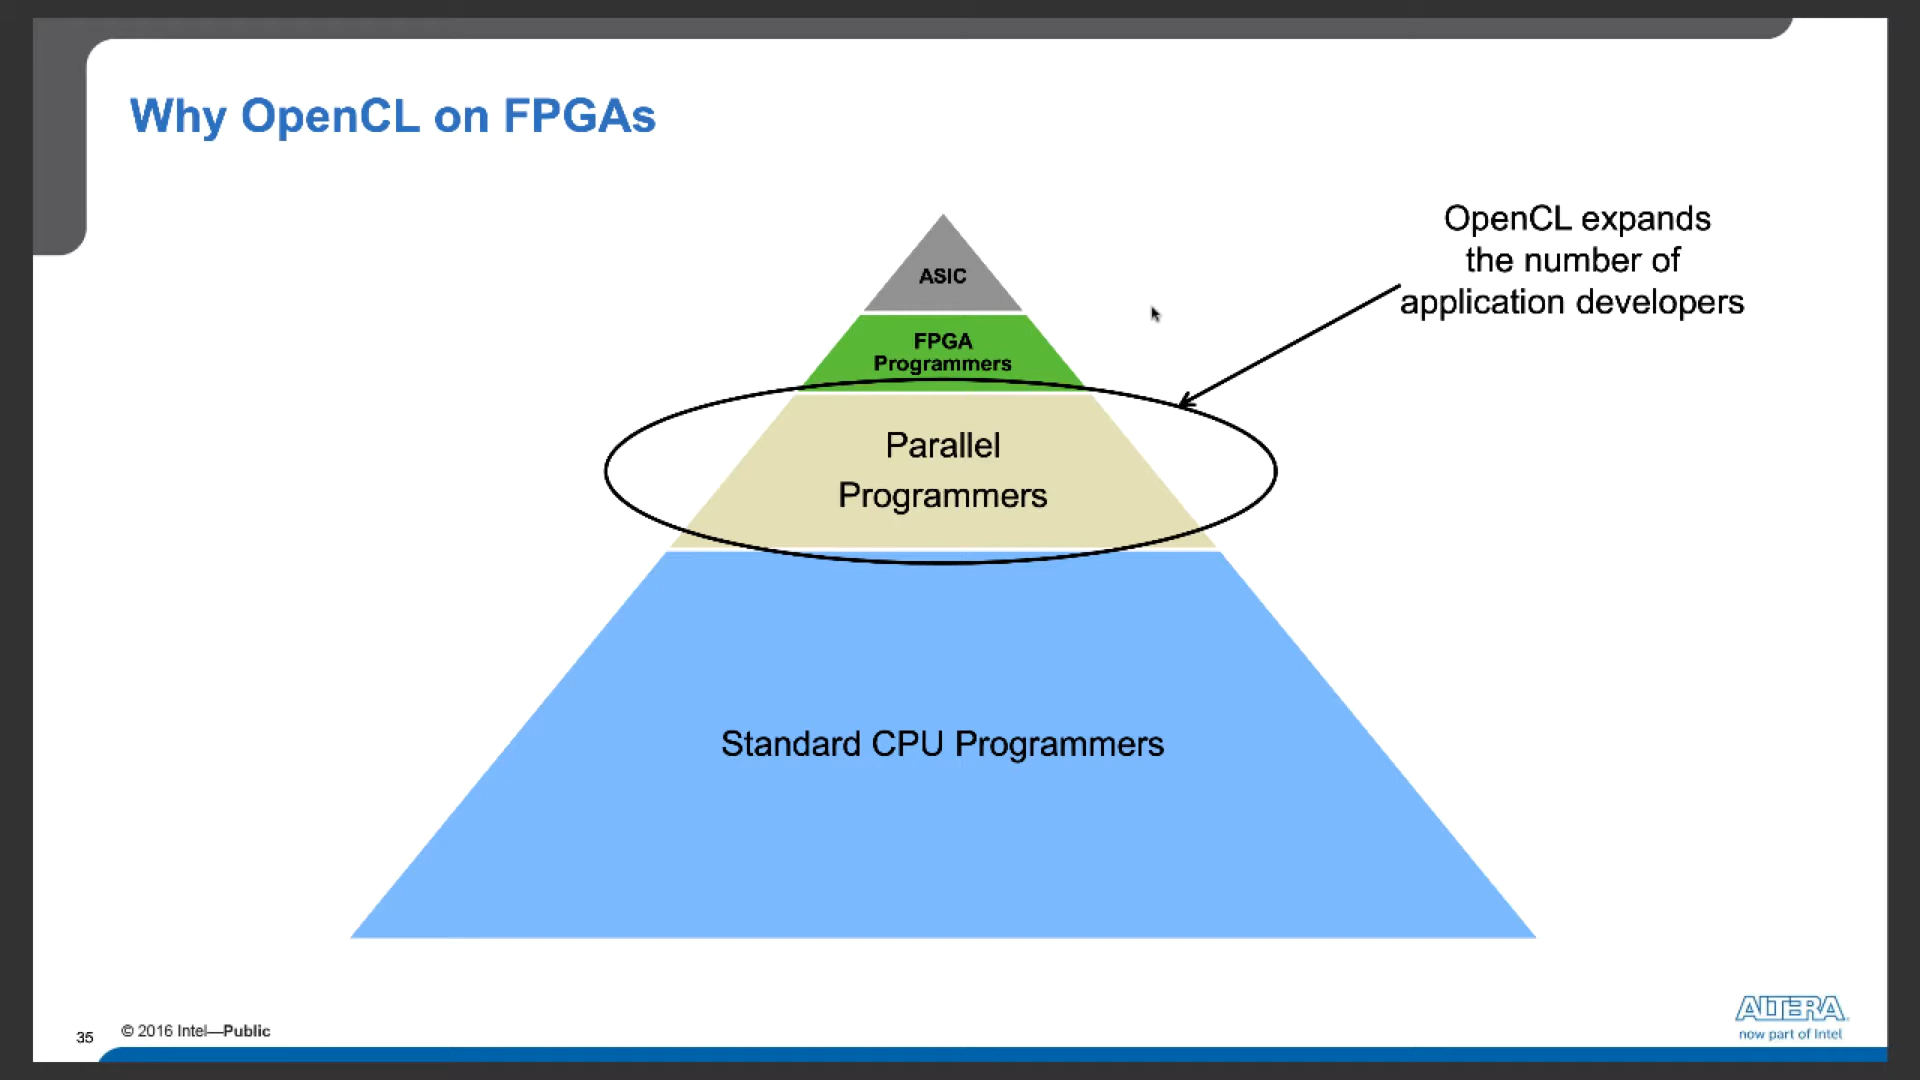 Why OpenCL on FPGAs
OpenCL expands
the number of
application developers
ASIC
FPGA
Programmers
Parallel
Programmers
Standard CPU Programmers
35
© 2016 Intel—Public
ALTERA
now part of Intel